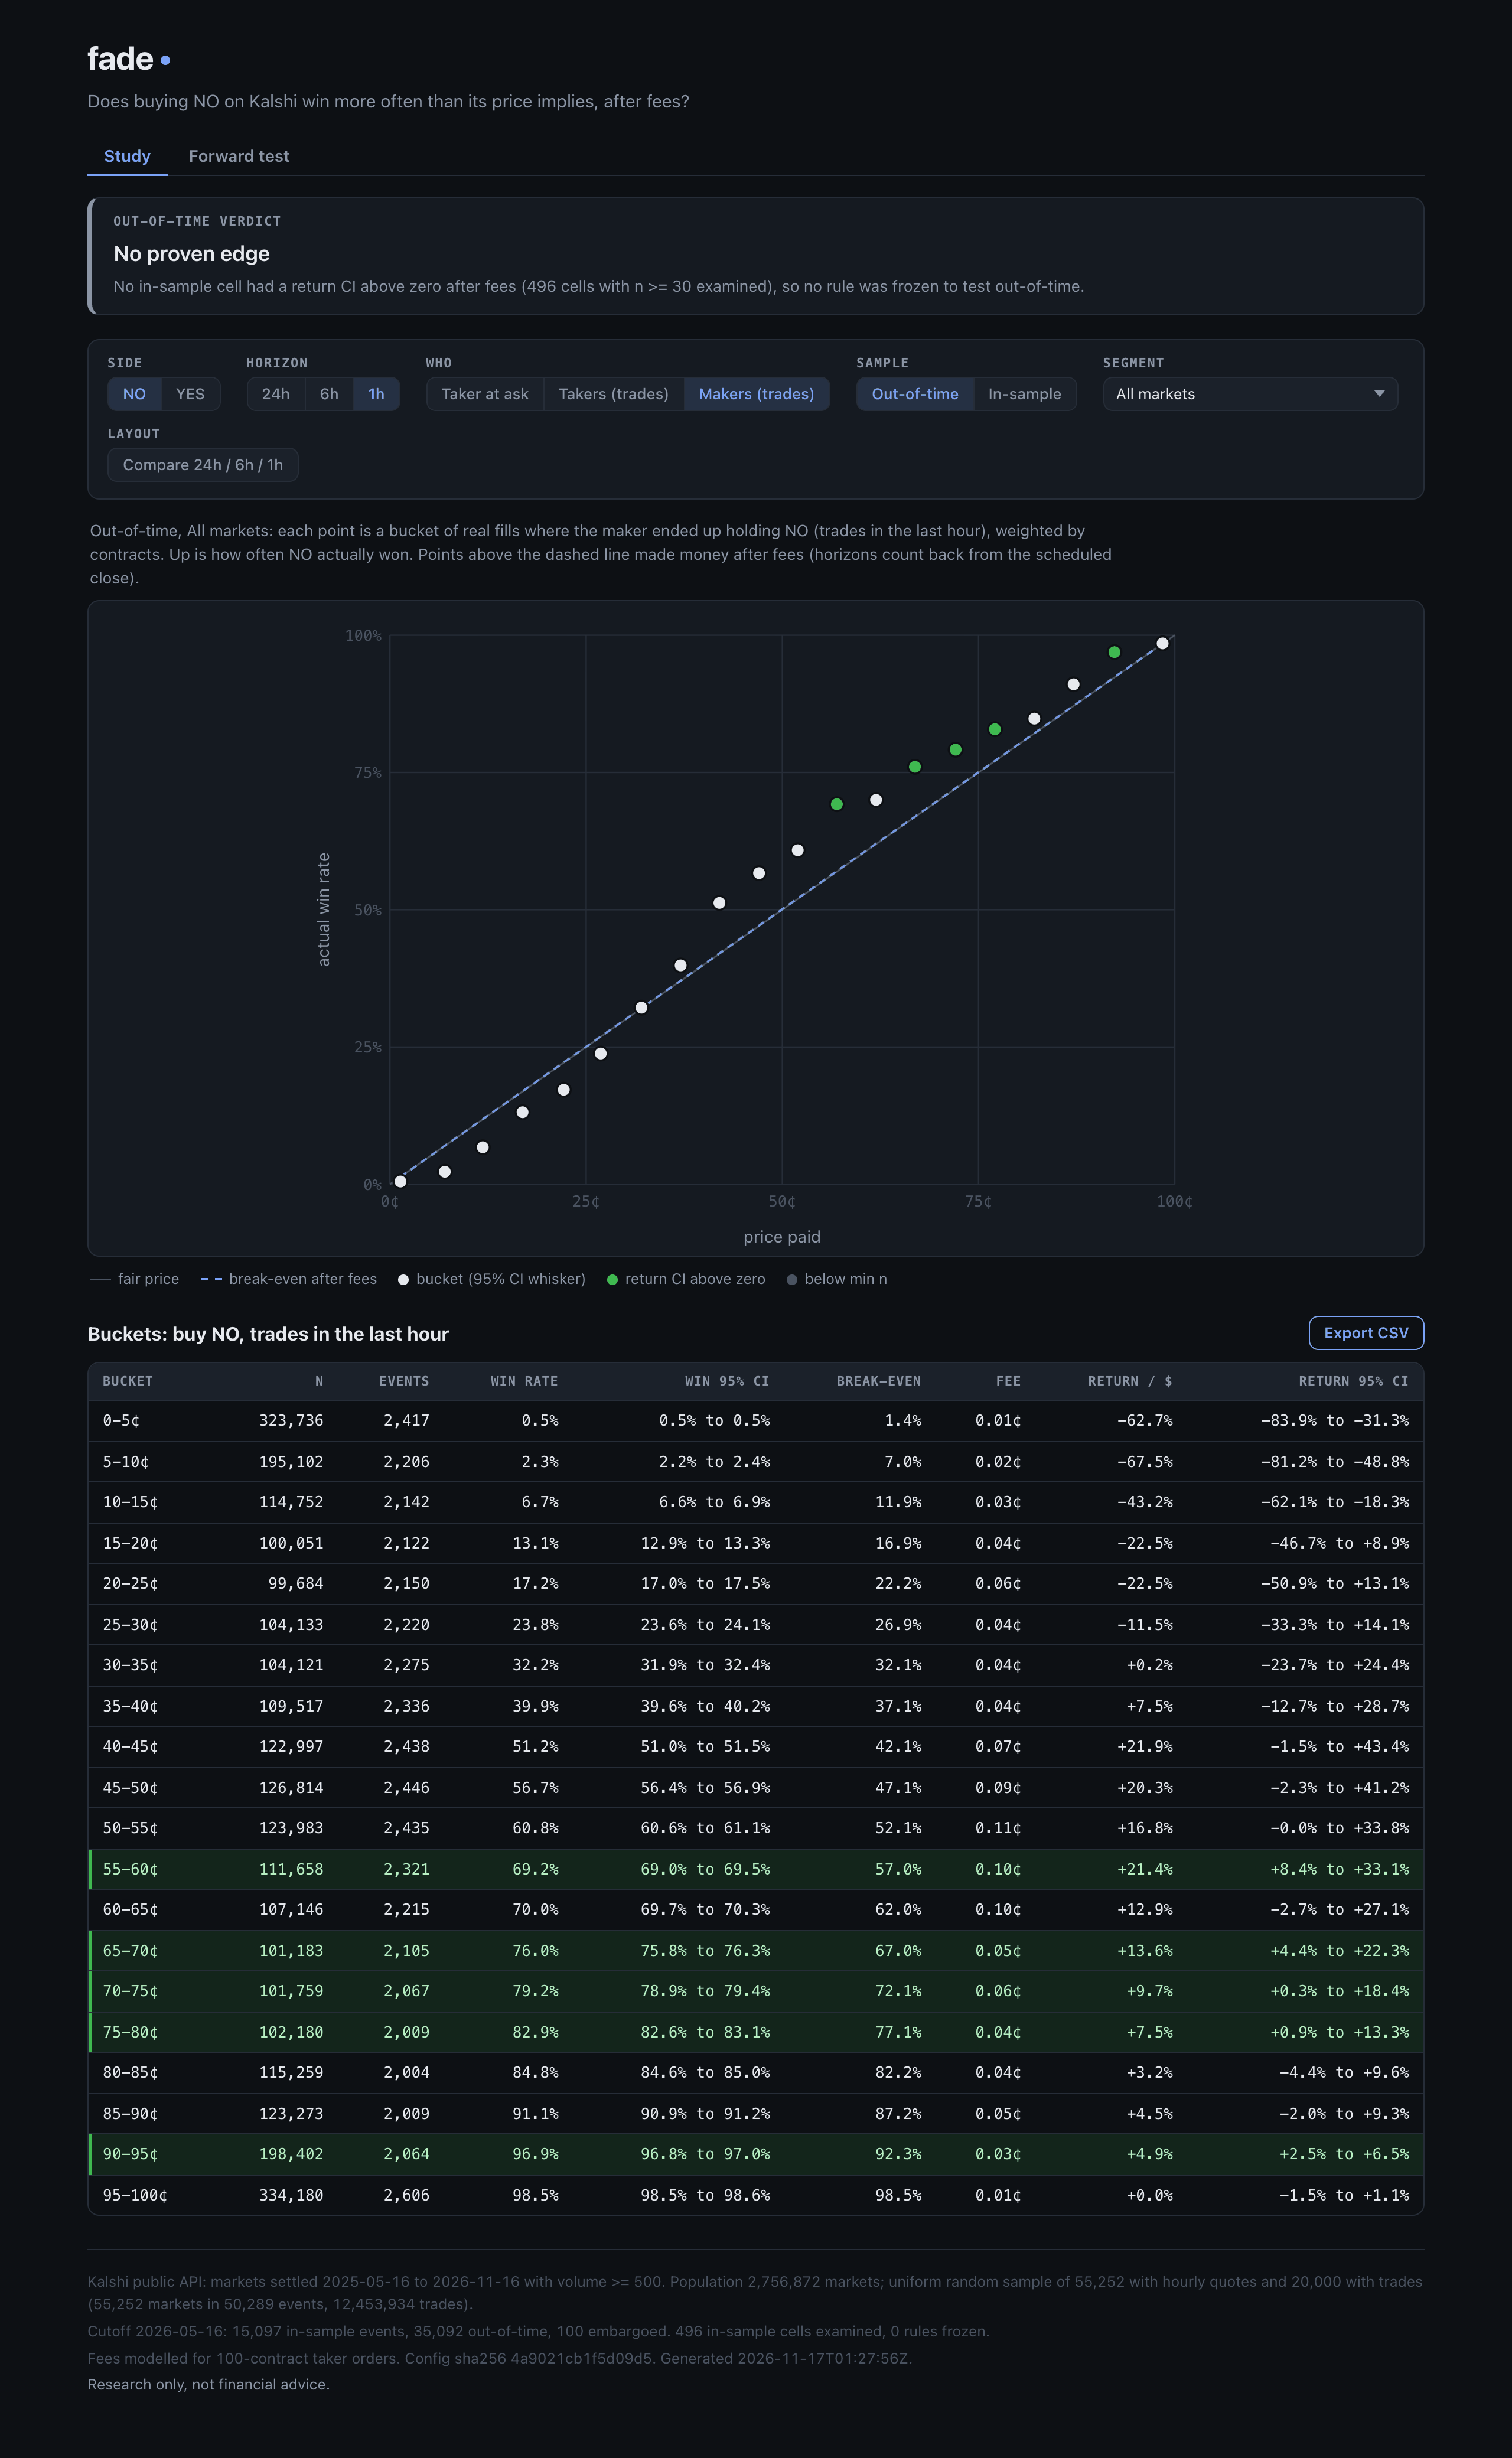 fade
Does buying NO on Kalshi win more often than its price implies, after fees?
Study Forward test
OUT-OF-TIME VERDICT
No proven edge
No in-sample cell had a return CI above zero after fees (496 cells with n >= 30 examined), so no rule was frozen to test out-of-time.
SIDE HORIZON WHO SAMPLE SEGMENT
NO YES 24h 6h 1h Taker at ask Takers (trades) Makers (trades) Out-of-time In-sample All markets
LAYOUT
Compare 24h / 6h / 1h
Out-of-time, All markets: each point is a bucket of real fills where the maker ended up holding NO (trades in the last hour), weighted by
contracts. Up is how often NO actually won. Points above the dashed line made money after fees (horizons count back from the scheduled
close).
100%
75%
50%
25%
0%
actual win rate
0¢ 25¢ 50¢ 75¢ 100¢
price paid
fair price break-even after fees bucket (95% CI whisker) return CI above zero below min n
Buckets: buy NO, trades in the last hour Export CSV
BUCKET N EVENTS WIN RATE WIN 95% CI BREAK-EVEN FEE RETURN / $ RETURN 95% CI
0–5¢ 323,736 2,417 0.5% 0.5% to 0.5% 1.4% 0.01¢ −62.7% −83.9% to −31.3%
5–10¢ 195,102 2,206 2.3% 2.2% to 2.4% 7.0% 0.02¢ −67.5% −81.2% to −48.8%
10–15¢ 114,752 2,142 6.7% 6.6% to 6.9% 11.9% 0.03¢ −43.2% −62.1% to −18.3%
15–20¢ 100,051 2,122 13.1% 12.9% to 13.3% 16.9% 0.04¢ −22.5% −46.7% to +8.9%
20–25¢ 99,684 2,150 17.2% 17.0% to 17.5% 22.2% 0.06¢ −22.5% −50.9% to +13.1%
25–30¢ 104,133 2,220 23.8% 23.6% to 24.1% 26.9% 0.04¢ −11.5% −33.3% to +14.1%
30–35¢ 104,121 2,275 32.2% 31.9% to 32.4% 32.1% 0.04¢ +0.2% −23.7% to +24.4%
35–40¢ 109,517 2,336 39.9% 39.6% to 40.2% 37.1% 0.04¢ +7.5% −12.7% to +28.7%
40–45¢ 122,997 2,438 51.2% 51.0% to 51.5% 42.1% 0.07¢ +21.9% −1.5% to +43.4%
45–50¢ 126,814 2,446 56.7% 56.4% to 56.9% 47.1% 0.09¢ +20.3% −2.3% to +41.2%
50–55¢ 123,983 2,435 60.8% 60.6% to 61.1% 52.1% 0.11¢ +16.8% −0.0% to +33.8%
55–60¢ 111,658 2,321 69.2% 69.0% to 69.5% 57.0% 0.10¢ +21.4% +8.4% to +33.1%
60–65¢ 107,146 2,215 70.0% 69.7% to 70.3% 62.0% 0.10¢ +12.9% −2.7% to +27.1%
65–70¢ 101,183 2,105 76.0% 75.8% to 76.3% 67.0% 0.05¢ +13.6% +4.4% to +22.3%
70–75¢ 101,759 2,067 79.2% 78.9% to 79.4% 72.1% 0.06¢ +9.7% +0.3% to +18.4%
75–80¢ 102,180 2,009 82.9% 82.6% to 83.1% 77.1% 0.04¢ +7.5% +0.9% to +13.3%
80–85¢ 115,259 2,004 84.8% 84.6% to 85.0% 82.2% 0.04¢ +3.2% −4.4% to +9.6%
85–90¢ 123,273 2,009 91.1% 90.9% to 91.2% 87.2% 0.05¢ +4.5% −2.0% to +9.3%
90–95¢ 198,402 2,064 96.9% 96.8% to 97.0% 92.3% 0.03¢ +4.9% +2.5% to +6.5%
95–100¢ 334,180 2,606 98.5% 98.5% to 98.6% 98.5% 0.01¢ +0.0% −1.5% to +1.1%
Kalshi public API: markets settled 2025-05-16 to 2026-11-16 with volume >= 500. Population 2,756,872 markets; uniform random sample of 55,252 with hourly quotes and 20,000 with trades
(55,252 markets in 50,289 events, 12,453,934 trades).
Cutoff 2026-05-16: 15,097 in-sample events, 35,092 out-of-time, 100 embargoed. 496 in-sample cells examined, 0 rules frozen.
Fees modelled for 100-contract taker orders. Config sha256 4a9021cb1f5d09d5. Generated 2026-11-17T01:27:56Z.
Research only, not financial advice.